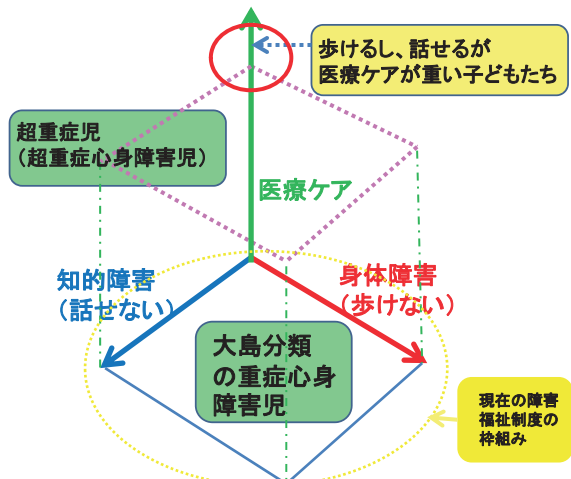 歩けるし、話せるが
医療ケアが重い子どもたち
超重症児
（超重症心身障害児）
医療ケア
知的障害
（話せない）
身体障害
（歩けない）
大島分類
の重症心身
障害児
現在の障害
福祉制度の
枠組み